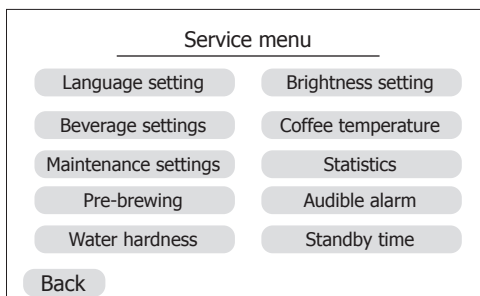 Service menu
Language setting
Brightness setting
Beverage settings
Coffee temperature
Maintenance settings
Statistics
Pre-brewing
Audible alarm
Water hardness
Standby time
Back